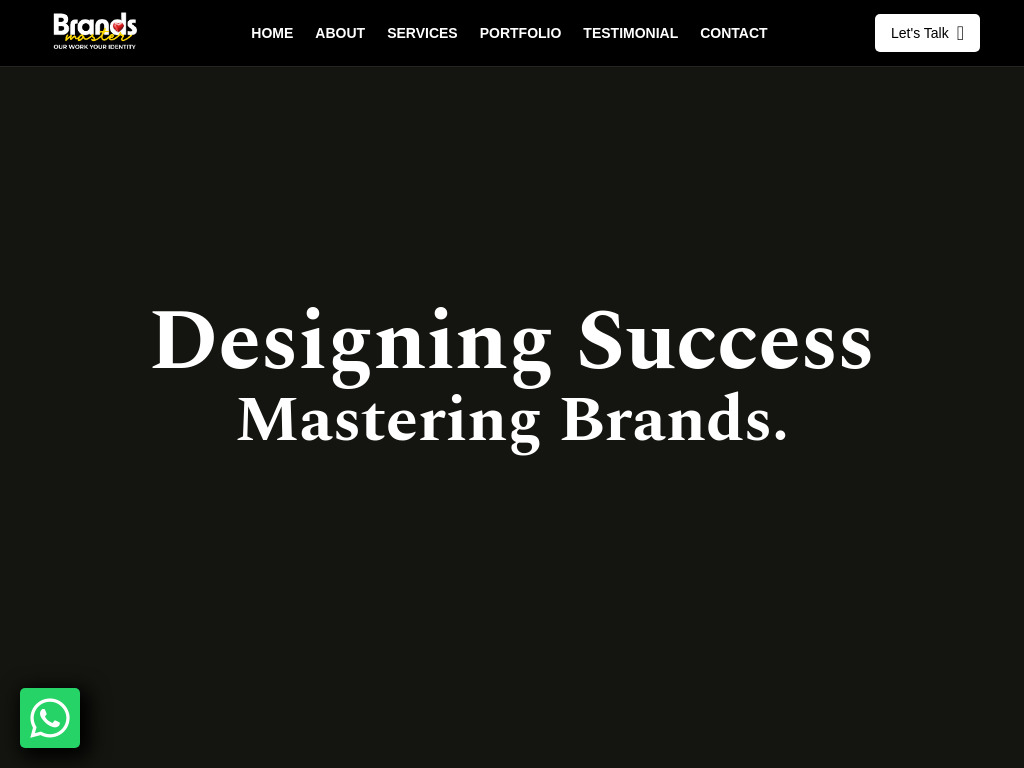 Brands
master
OUR WORK YOUR IDENTITY
HOME ABOUT SERVICES PORTFOLIO TESTIMONIAL CONTACT
Let's Talk
Designing Success
Mastering Brands.